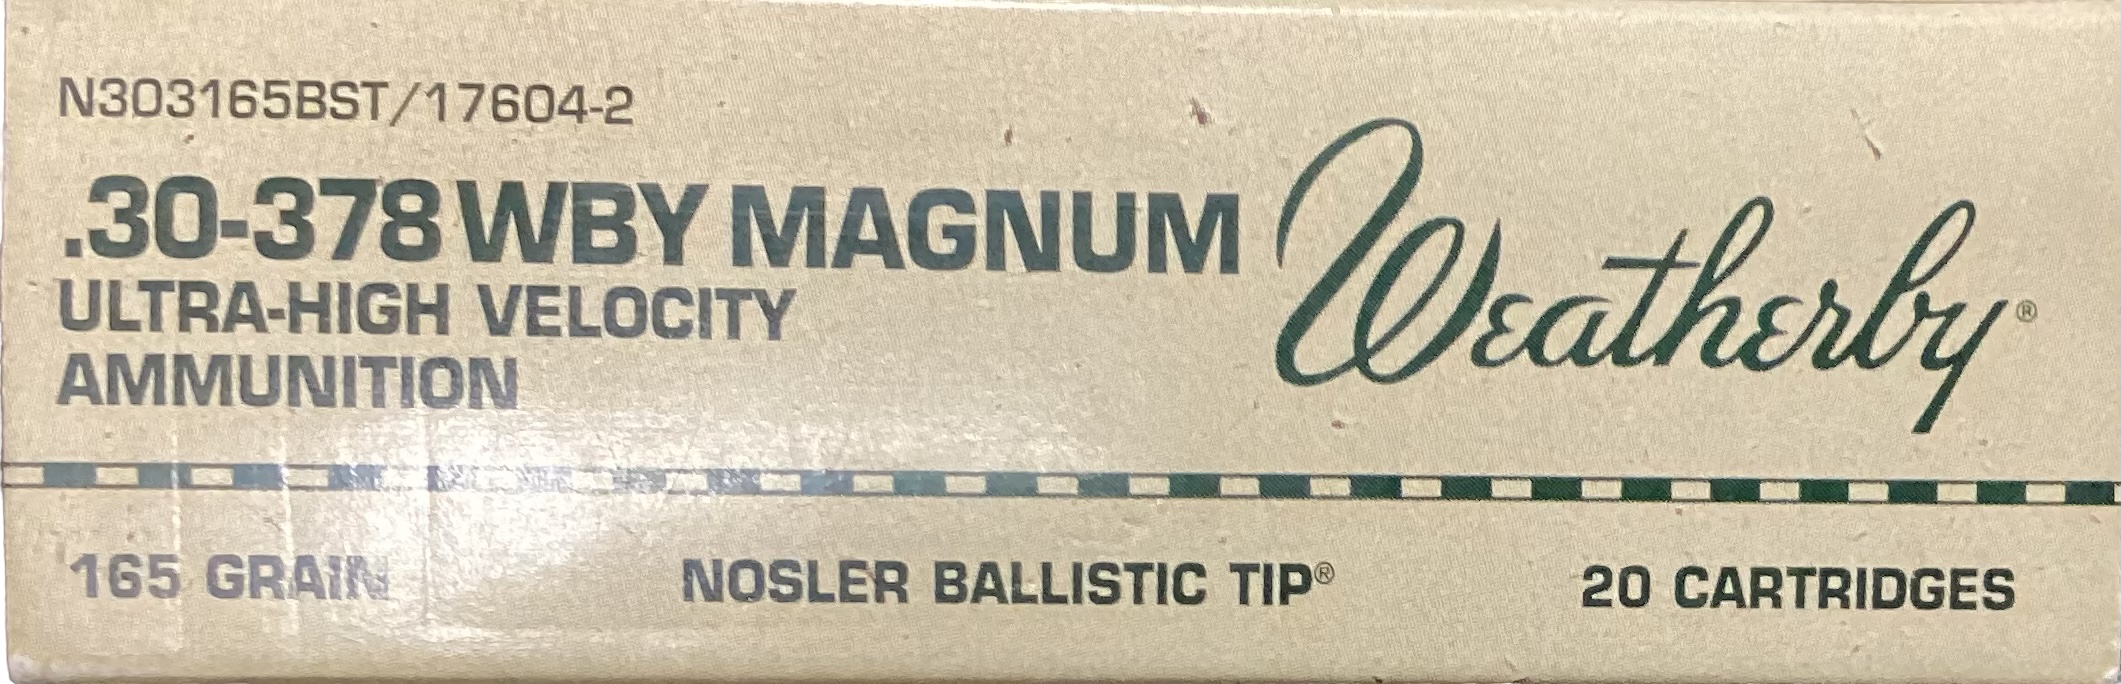 N303165BST/17604-2
.30-378 WBY MAGNUM
ULTRA-HIGH VELOCITY
AMMUNITION
Weatherby®
165 GRAIN
NOSLER BALLISTIC TIP®
20 CARTRIDGES